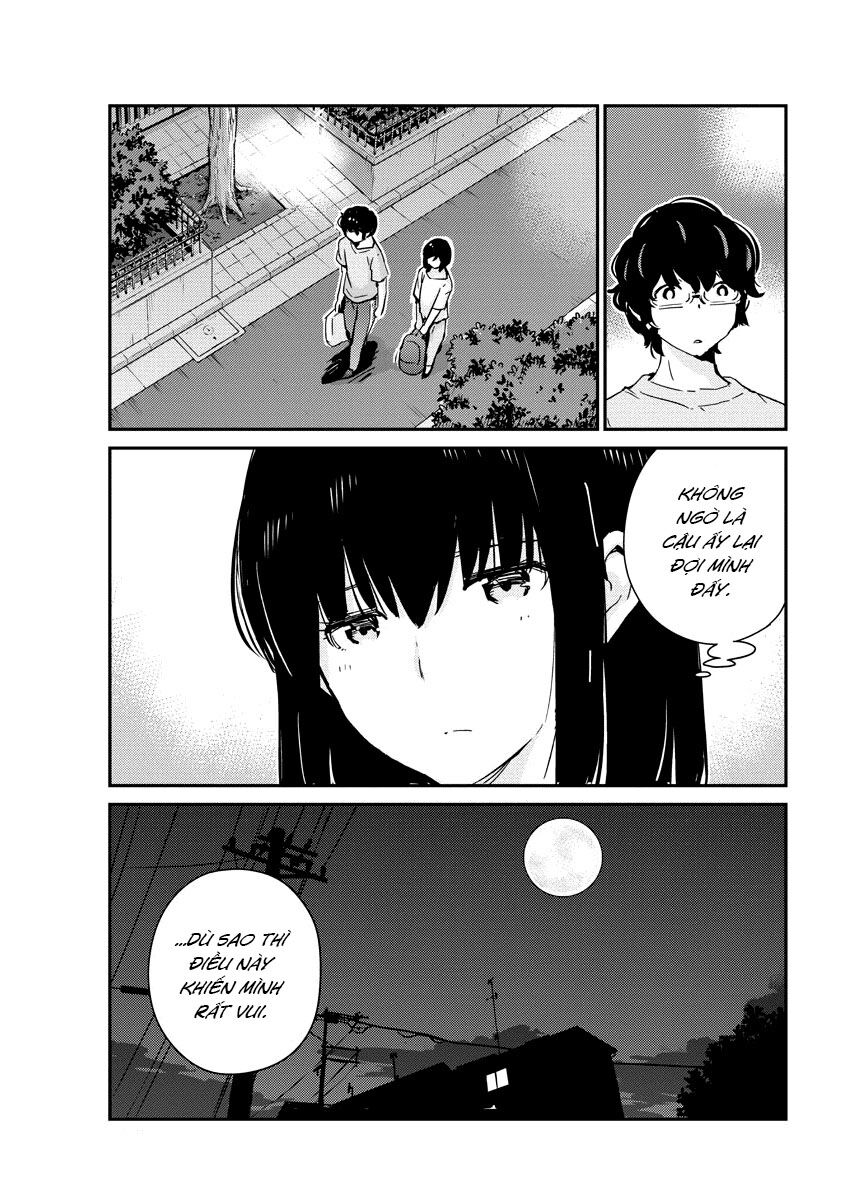 KHÔNG
NGỜ LÀ
CẬU ẤY LẠI
ĐỢI MÌNH
ĐẤY.
...DÙ SAO THÌ
ĐIỀU NÀY
KHIẾN MÌNH
RẤT VUI.